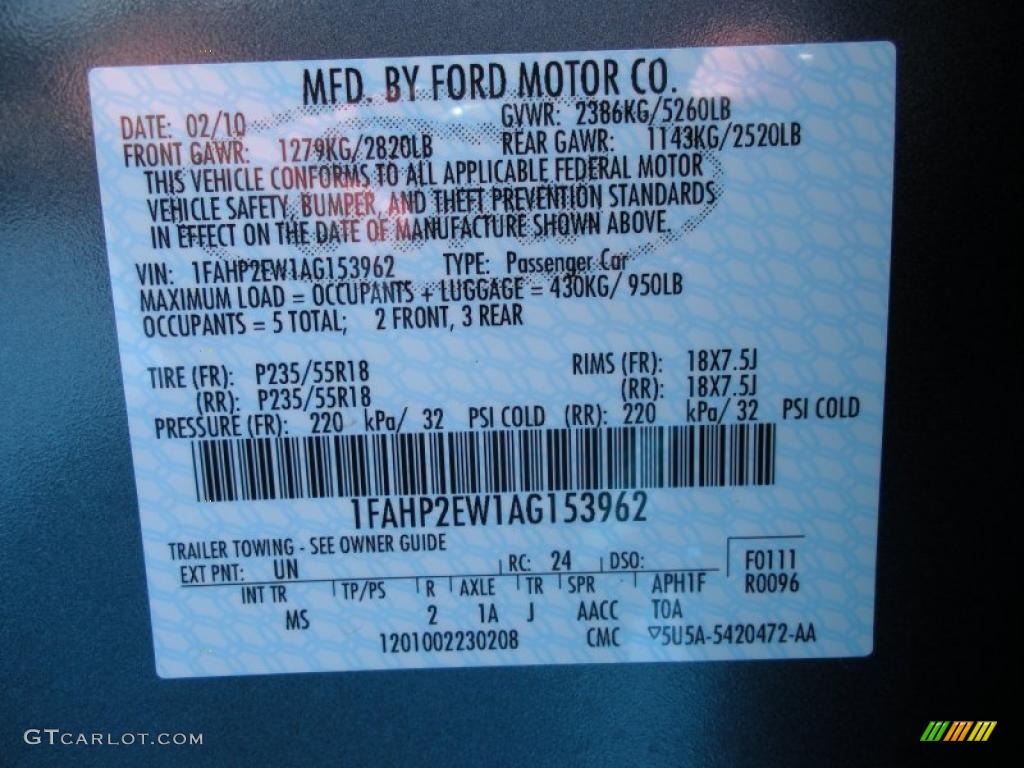 MFD. BY FORD MOTOR CO.
DATE: 02/10 GVWR: 2386KG/5260LB
FRONT GAWR: 1279KG/2820LB REAR GAWR: 1143KG/2520LB
THIS VEHICLE CONFORMS TO ALL APPLICABLE FEDERAL MOTOR
VEHICLE SAFETY, BUMPER, AND THEFT PREVENTION STANDARDS
IN EFFECT ON THE DATE OF MANUFACTURE SHOWN ABOVE.
VIN: 1FAHP2EW1AG153962 TYPE: Passenger Car
MAXIMUM LOAD = OCCUPANTS + LUGGAGE = 430KG/ 950LB
OCCUPANTS = 5 TOTAL; 2 FRONT, 3 REAR
TIRE (FR): P235/55R18 RIMS (FR): 18X7.5J
(RR): P235/55R18 (RR): 18X7.5J
PRESSURE (FR): 220 kPa/ 32 PSI COLD (RR): 220 kPa/ 32 PSI COLD
1FAHP2EW1AG153962
TRAILER TOWING - SEE OWNER GUIDE
EXT PNT: UN RC: 24 DSO: F0111
INT TR TP/PS R AXLE TR SPR APH1F R0096
MS 2 1A J AACC TOA
1201002230208 CMC ▽5U5A-5420472-AA
GTCARLOT.COM